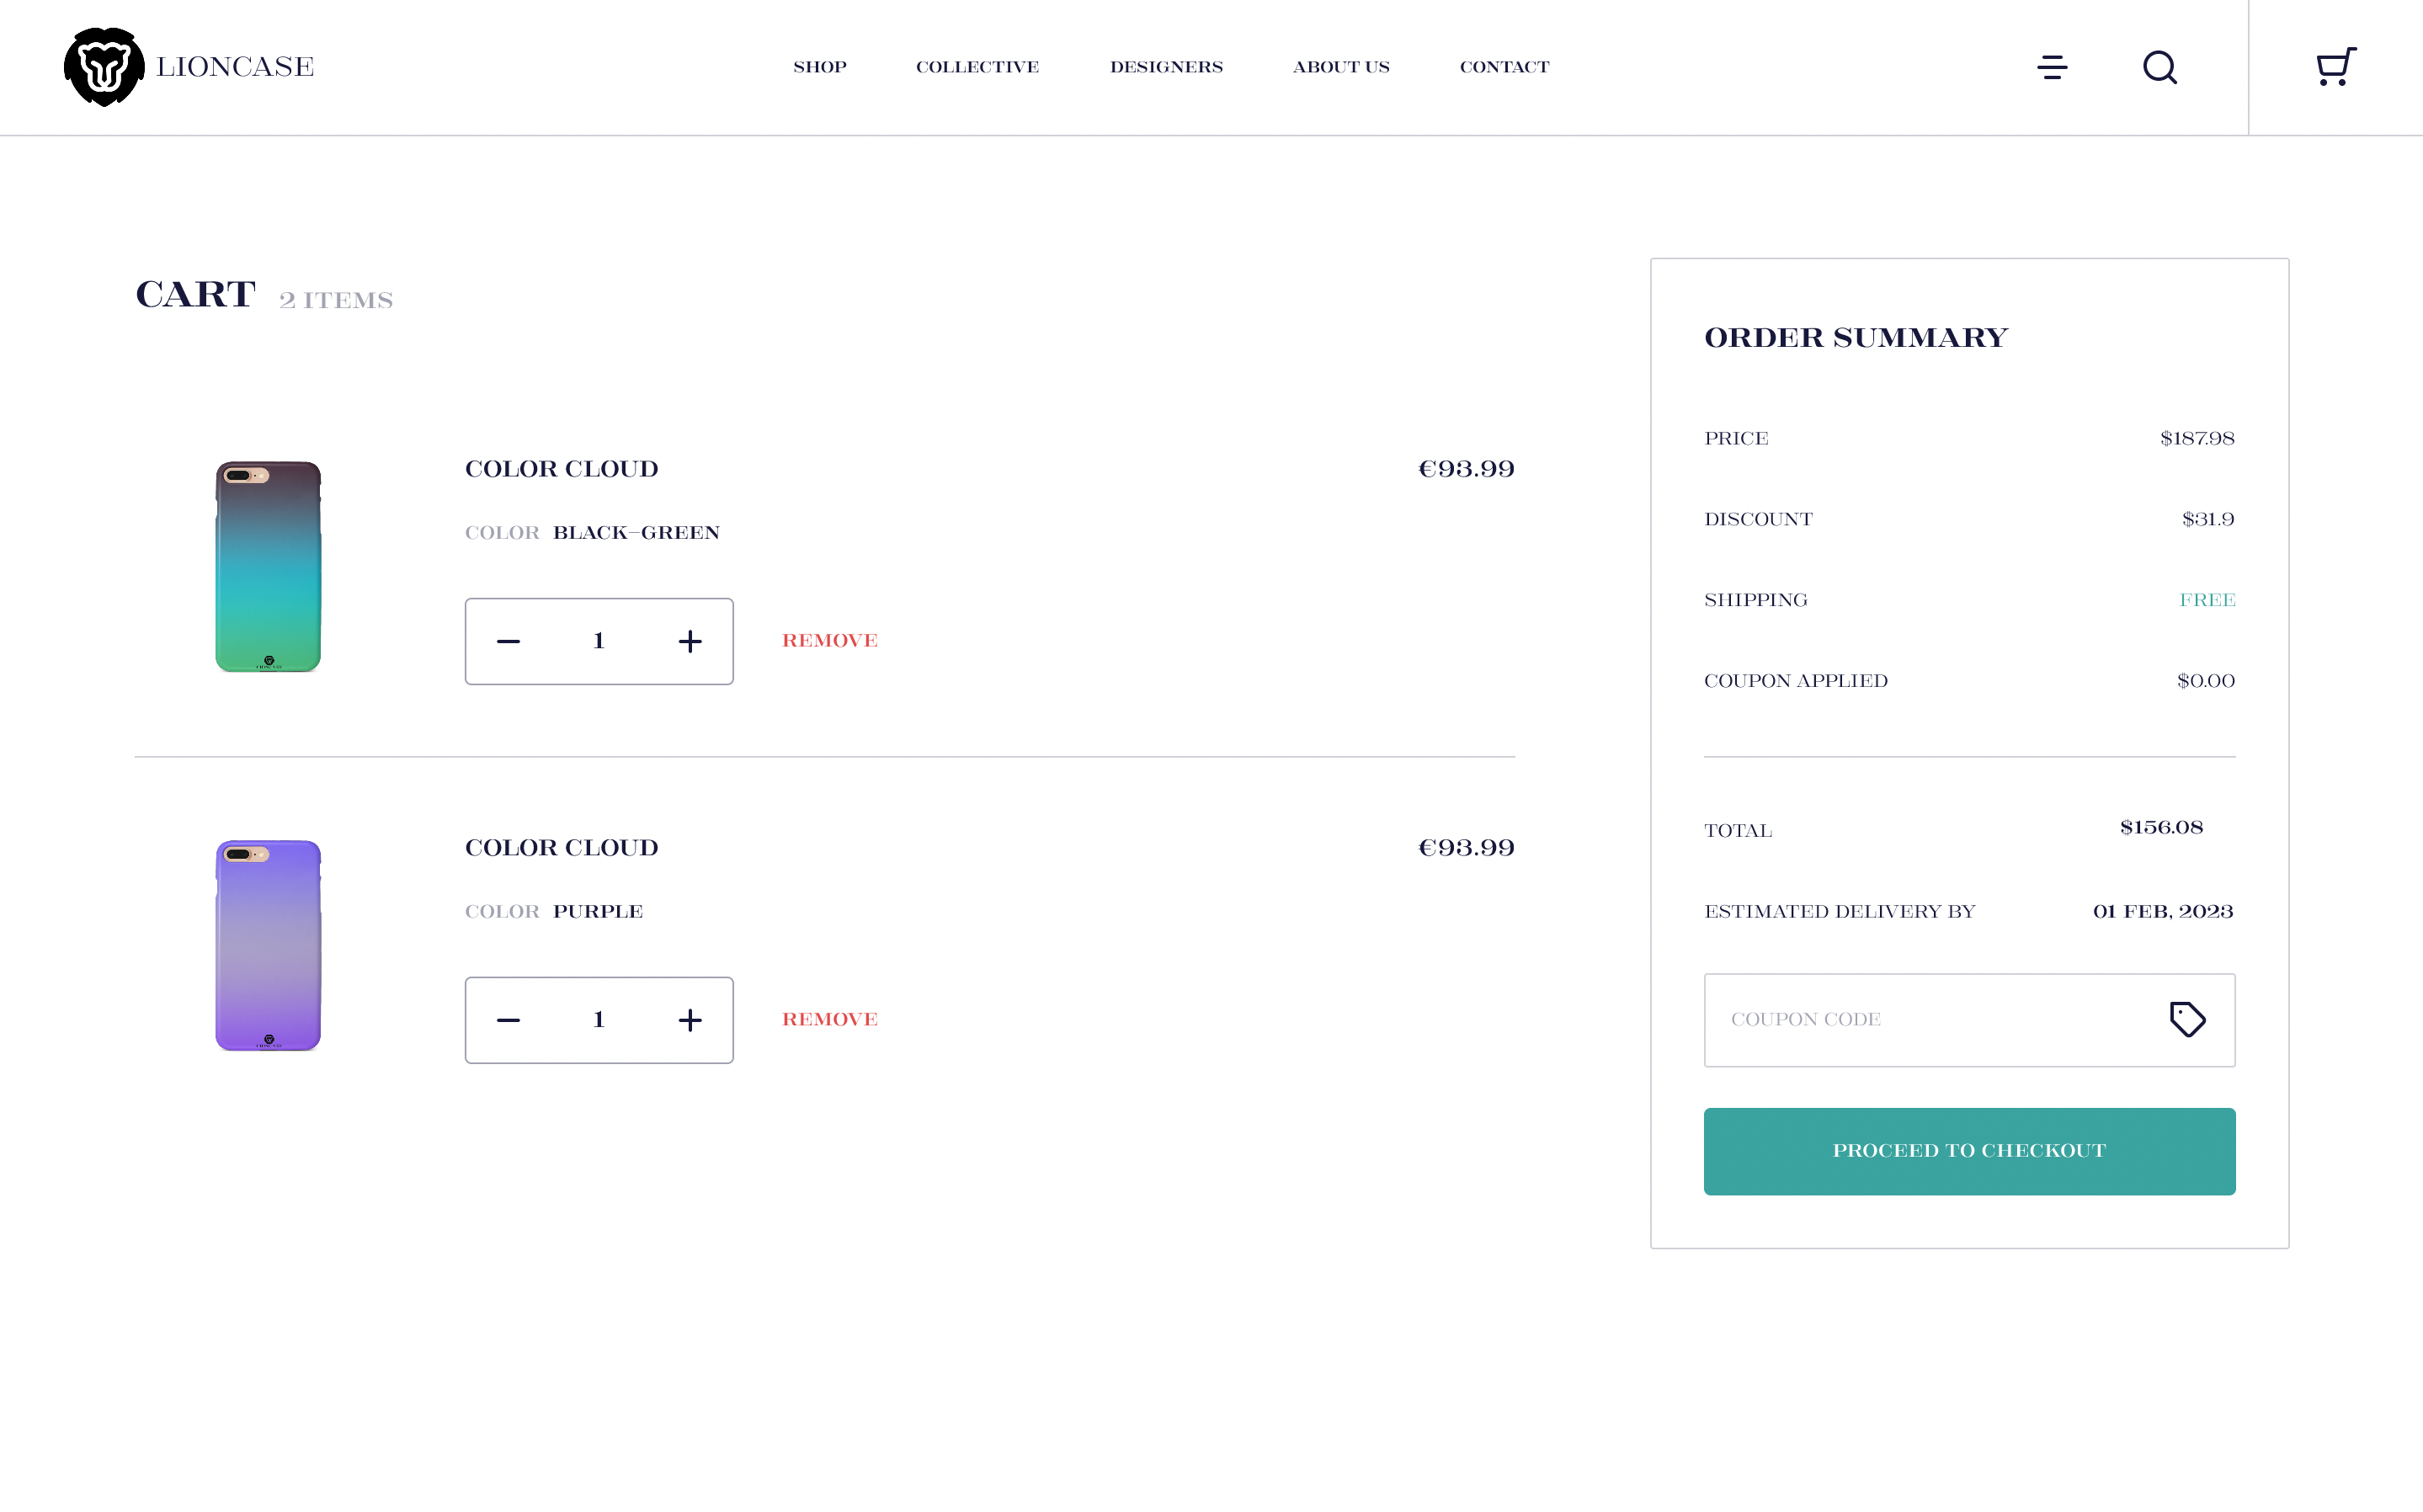 LIONCASE
SHOP COLLECTIVE DESIGNERS ABOUT US CONTACT
CART 2 ITEMS
COLOR CLOUD €93.99
COLOR BLACK-GREEN
1 REMOVE
COLOR CLOUD €93.99
COLOR PURPLE
1 REMOVE
ORDER SUMMARY
PRICE $187.98
DISCOUNT $31.9
SHIPPING FREE
COUPON APPLIED $0.00
TOTAL $156.08
ESTIMATED DELIVERY BY 01 FEB, 2023
COUPON CODE
PROCEED TO CHECKOUT